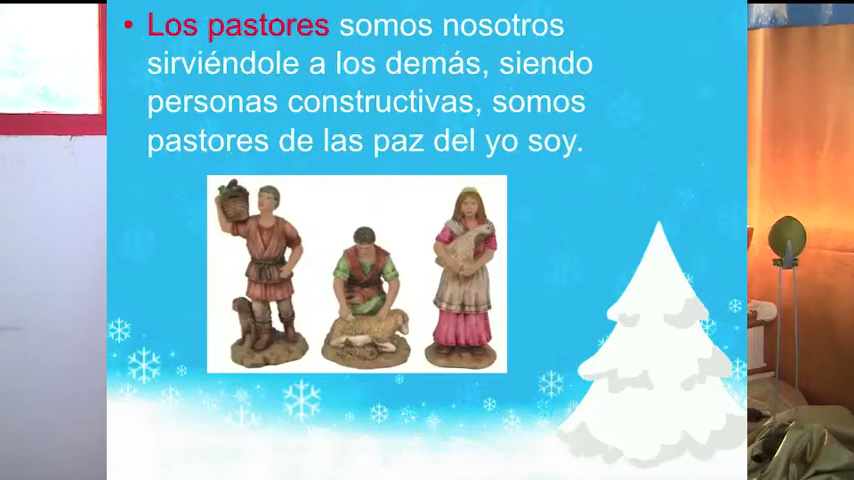 • Los pastores somos nosotros
sirviéndole a los demás, siendo
personas constructivas, somos
pastores de las paz del yo soy.